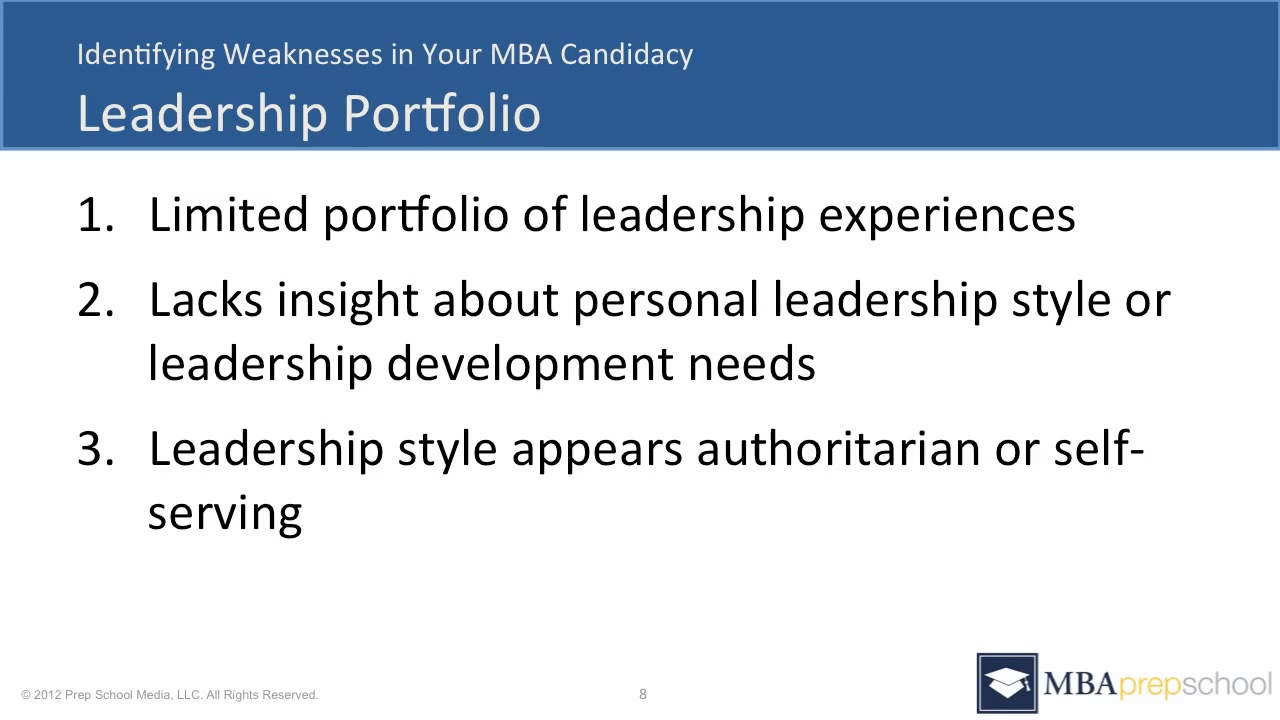 Identifying Weaknesses in Your MBA Candidacy
Leadership Portfolio
1. Limited portfolio of leadership experiences
2. Lacks insight about personal leadership style or
leadership development needs
3. Leadership style appears authoritarian or self-
serving
© 2012 Prep School Media, LLC. All Rights Reserved.
8
MBAprepschool